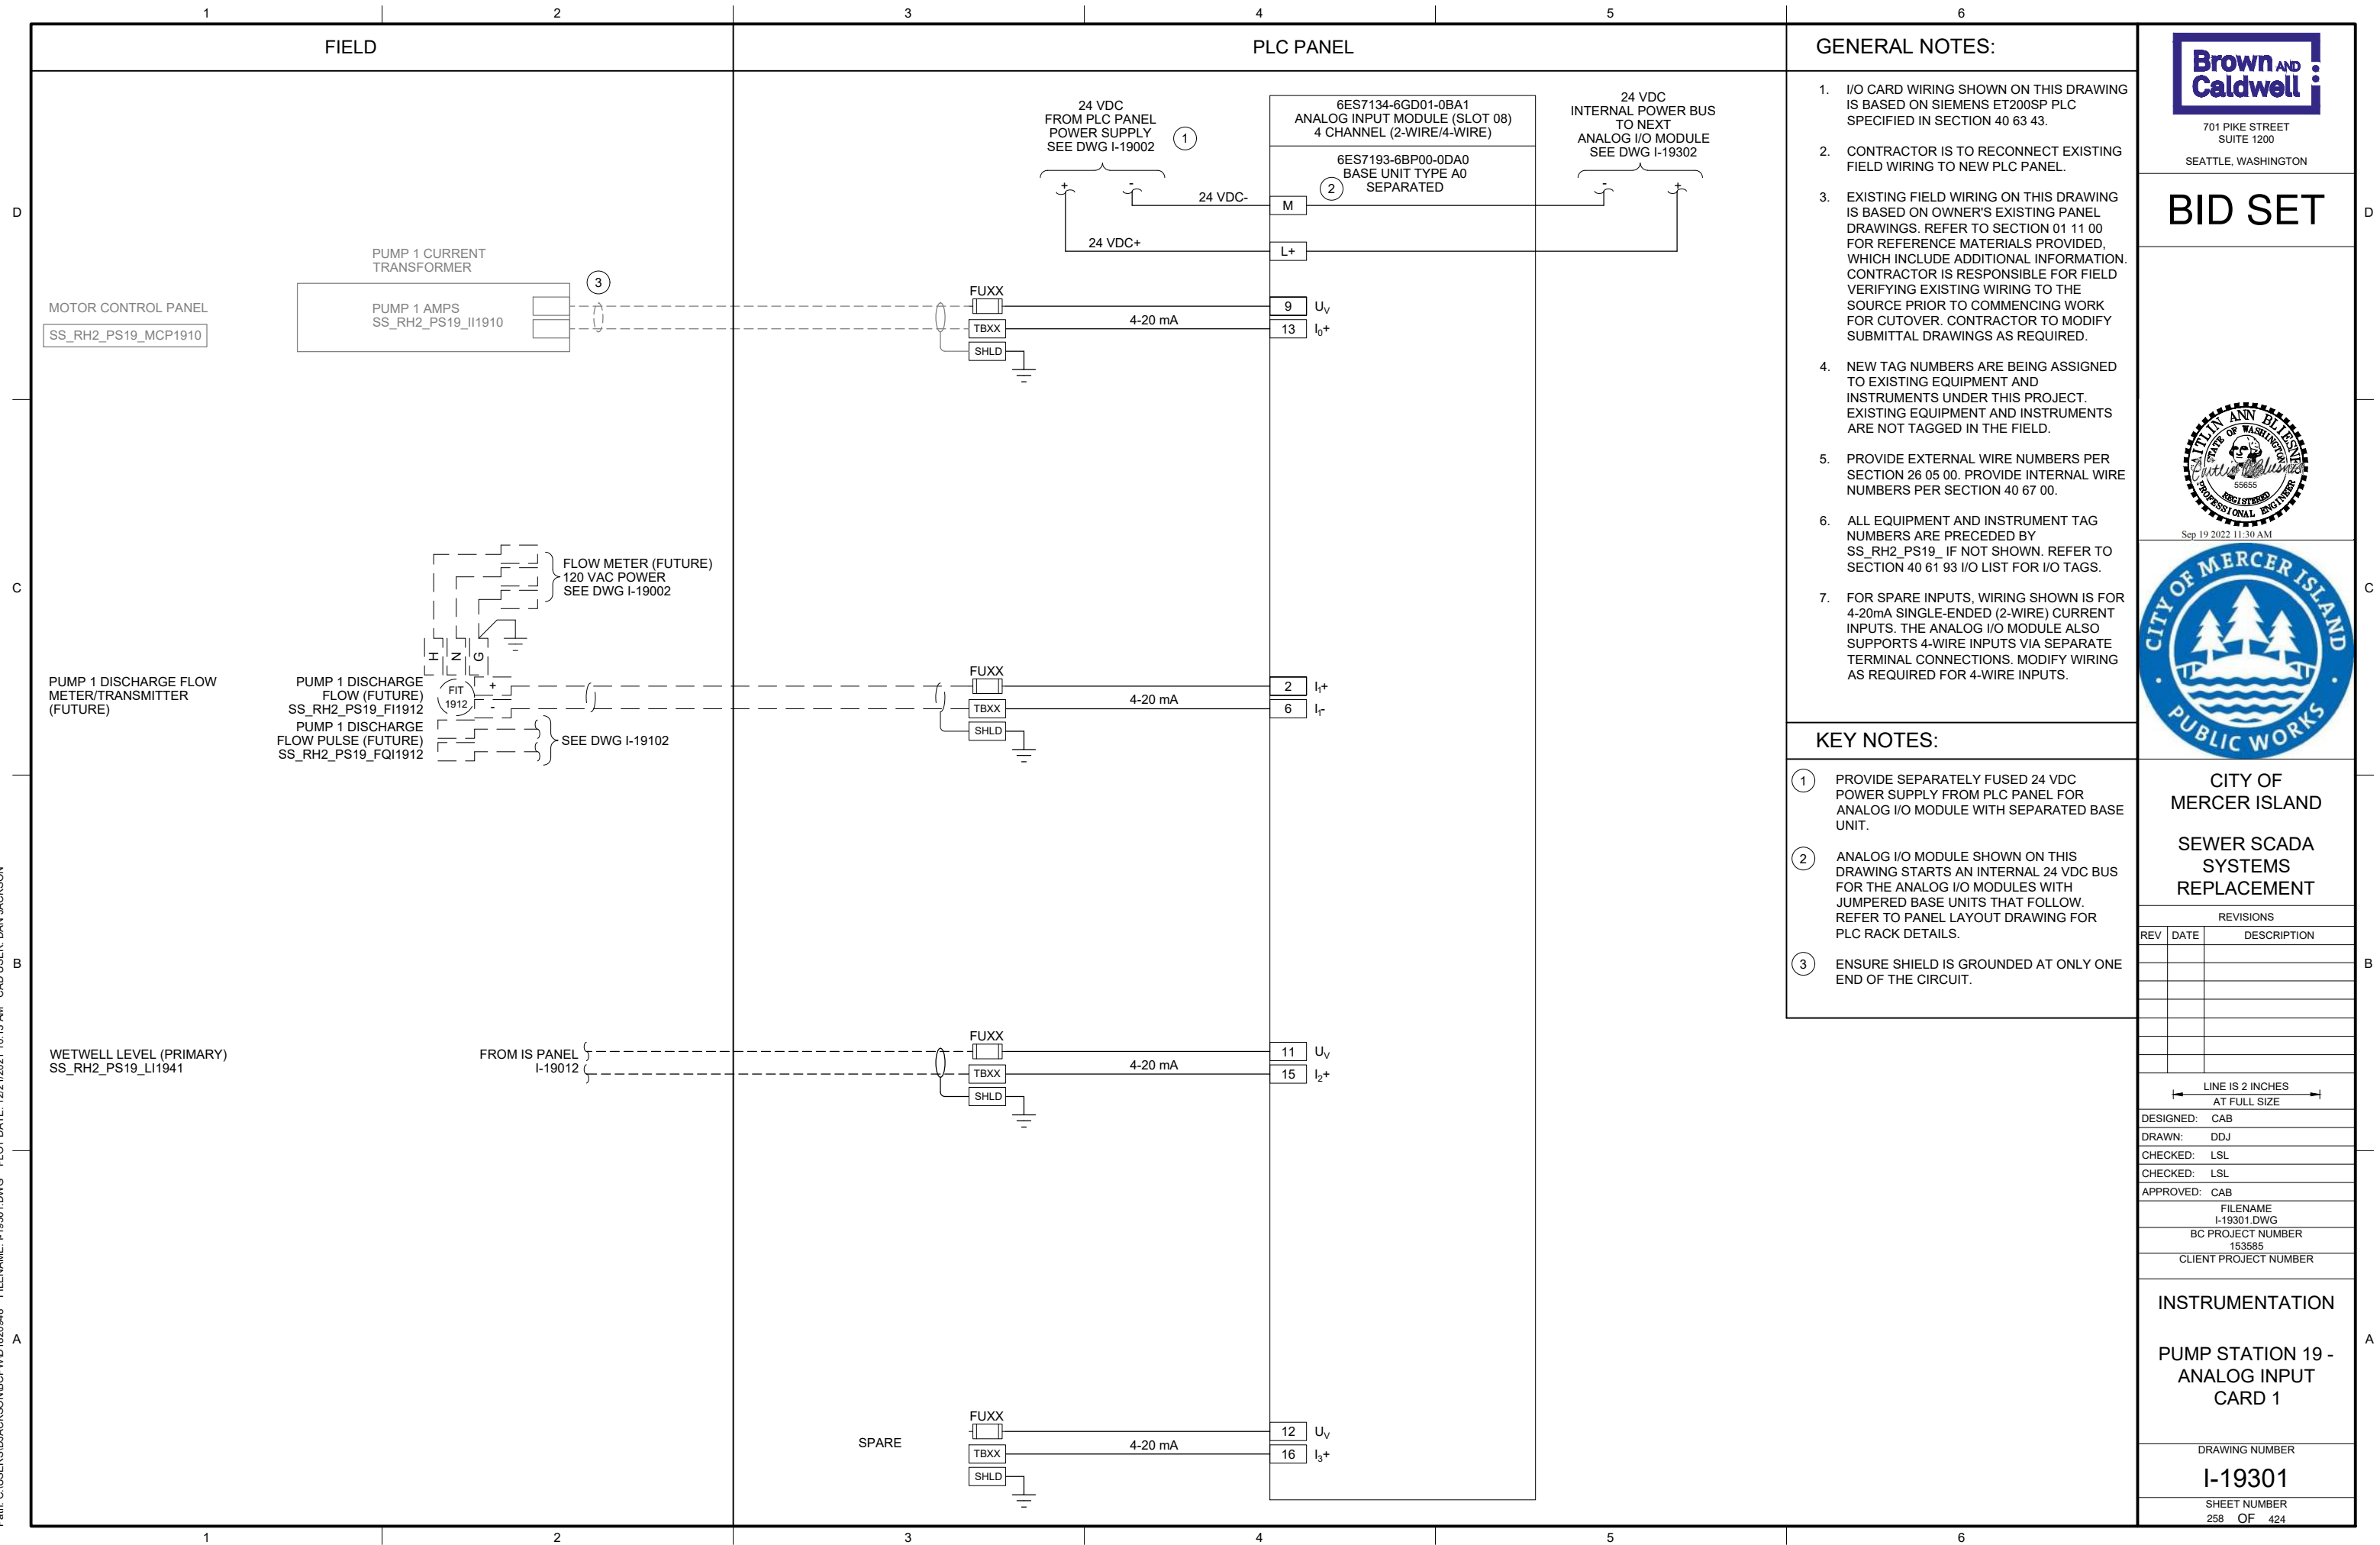 1 2 3 4 5 6
FIELD
PLC PANEL
D
C
B
A
MOTOR CONTROL PANEL
SS_RH2_PS19_MCP1910
PUMP 1 CURRENT
TRANSFORMER
PUMP 1 AMPS
SS_RH2_PS19_II1910
3
24 VDC
FROM PLC PANEL
POWER SUPPLY
SEE DWG I-19002
1
+ -
6ES7134-6GD01-0BA1
ANALOG INPUT MODULE (SLOT 08)
4 CHANNEL (2-WIRE/4-WIRE)
6ES7193-6BP00-0DA0
BASE UNIT TYPE A0
SEPARATED
2
24 VDC
INTERNAL POWER BUS
TO NEXT
ANALOG I/O MODULE
SEE DWG I-19302
- +
24 VDC- M
24 VDC+ L+
FUXX
9 UV
TBXX
4-20 mA
13 I0+
SHLD
FLOW METER (FUTURE)
120 VAC POWER
SEE DWG I-19002
H N G
PUMP 1 DISCHARGE FLOW
METER/TRANSMITTER
(FUTURE)
PUMP 1 DISCHARGE
FLOW (FUTURE)
SS_RH2_PS19_FI1912
FIT
1912
+
-
PUMP 1 DISCHARGE
FLOW PULSE (FUTURE)
SS_RH2_PS19_FQI1912
SEE DWG I-19102
FUXX
2 I1+
TBXX
4-20 mA
6 I1-
SHLD
WETWELL LEVEL (PRIMARY)
SS_RH2_PS19_LI1941
FROM IS PANEL
I-19012
FUXX
11 UV
TBXX
4-20 mA
15 I2+
SHLD
SPARE
FUXX
12 UV
TBXX
4-20 mA
16 I3+
SHLD
GENERAL NOTES:
1. I/O CARD WIRING SHOWN ON THIS DRAWING
IS BASED ON SIEMENS ET200SP PLC
SPECIFIED IN SECTION 40 63 43.
2. CONTRACTOR IS TO RECONNECT EXISTING
FIELD WIRING TO NEW PLC PANEL.
3. EXISTING FIELD WIRING ON THIS DRAWING
IS BASED ON OWNER'S EXISTING PANEL
DRAWINGS. REFER TO SECTION 01 11 00
FOR REFERENCE MATERIALS PROVIDED,
WHICH INCLUDE ADDITIONAL INFORMATION.
CONTRACTOR IS RESPONSIBLE FOR FIELD
VERIFYING EXISTING WIRING TO THE
SOURCE PRIOR TO COMMENCING WORK
FOR CUTOVER. CONTRACTOR TO MODIFY
SUBMITTAL DRAWINGS AS REQUIRED.
4. NEW TAG NUMBERS ARE BEING ASSIGNED
TO EXISTING EQUIPMENT AND
INSTRUMENTS UNDER THIS PROJECT.
EXISTING EQUIPMENT AND INSTRUMENTS
ARE NOT TAGGED IN THE FIELD.
5. PROVIDE EXTERNAL WIRE NUMBERS PER
SECTION 26 05 00. PROVIDE INTERNAL WIRE
NUMBERS PER SECTION 40 67 00.
6. ALL EQUIPMENT AND INSTRUMENT TAG
NUMBERS ARE PRECEDED BY
SS_RH2_PS19_ IF NOT SHOWN. REFER TO
SECTION 40 61 93 I/O LIST FOR I/O TAGS.
7. FOR SPARE INPUTS, WIRING SHOWN IS FOR
4-20mA SINGLE-ENDED (2-WIRE) CURRENT
INPUTS. THE ANALOG I/O MODULE ALSO
SUPPORTS 4-WIRE INPUTS VIA SEPARATE
TERMINAL CONNECTIONS. MODIFY WIRING
AS REQUIRED FOR 4-WIRE INPUTS.
KEY NOTES:
1 PROVIDE SEPARATELY FUSED 24 VDC
POWER SUPPLY FROM PLC PANEL FOR
ANALOG I/O MODULE WITH SEPARATED BASE
UNIT.
2 ANALOG I/O MODULE SHOWN ON THIS
DRAWING STARTS AN INTERNAL 24 VDC BUS
FOR THE ANALOG I/O MODULES WITH
JUMPERED BASE UNITS THAT FOLLOW.
REFER TO PANEL LAYOUT DRAWING FOR
PLC RACK DETAILS.
3 ENSURE SHIELD IS GROUNDED AT ONLY ONE
END OF THE CIRCUIT.
Brown AND
Caldwell
701 PIKE STREET
SUITE 1200
SEATTLE, WASHINGTON
BID SET
CAITLIN ANN BLIESNER
STATE OF WASHINGTON
55655
REGISTERED
PROFESSIONAL ENGINEER
Sep 19 2022 11:30 AM
CITY OF MERCER ISLAND
PUBLIC WORKS
CITY OF
MERCER ISLAND
SEWER SCADA
SYSTEMS
REPLACEMENT
REVISIONS
REV DATE DESCRIPTION
LINE IS 2 INCHES
AT FULL SIZE
DESIGNED: CAB
DRAWN: DDJ
CHECKED: LSL
CHECKED: LSL
APPROVED: CAB
FILENAME
I-19301.DWG
BC PROJECT NUMBER
153585
CLIENT PROJECT NUMBER
INSTRUMENTATION
PUMP STATION 19 -
ANALOG INPUT
CARD 1
DRAWING NUMBER
I-19301
SHEET NUMBER
258 OF 424
D
C
B
A
1 2 3 4 5 6